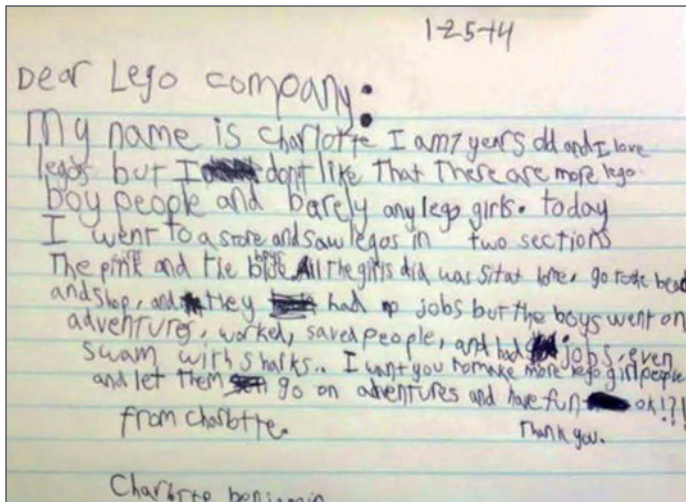 1-25-14
Dear Lego company:
My name is Charlotte I am 7 years old and I love
legos but I dont like that there are more lego
boy people and barely any lego girls. today
I went to a store and saw legos in two sections
The pink girls and the blue boys All the girls did was sit at home, go to the beach
and shop, and they had no jobs but the boys went on
adventures, worked, saved people, and had jobs, even
swam with sharks.. I want you to make more lego girl people
and let them go on adventures and have fun ok!?!
from Charlotte. Thank you.
Charlotte benjamin